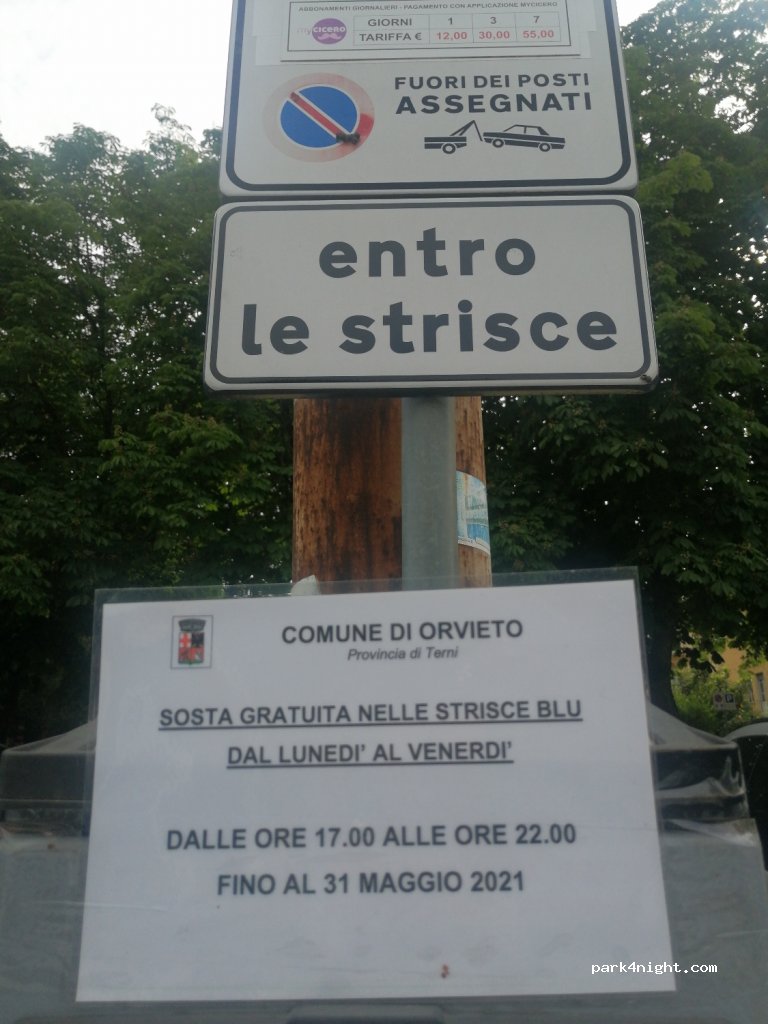 ABBONAMENTI GIORNALIERI - PAGAMENTO CON APPLICAZIONE MYCICERO
myCICERO
GIORNI 1 3 7
TARIFFA € 12,00 30,00 55,00
FUORI DEI POSTI
ASSEGNATI
entro
le strisce
COMUNE DI ORVIETO
Provincia di Terni
SOSTA GRATUITA NELLE STRISCE BLU
DAL LUNEDI' AL VENERDI'
DALLE ORE 17.00 ALLE ORE 22.00
FINO AL 31 MAGGIO 2021
park4night.com